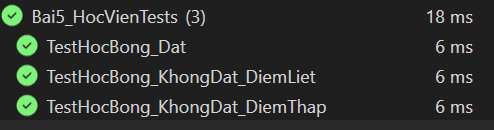 Bai5_HocVienTests (3) 18 ms
TestHocBong_Dat 6 ms
TestHocBong_KhongDat_DiemLiet 6 ms
TestHocBong_KhongDat_DiemThap 6 ms